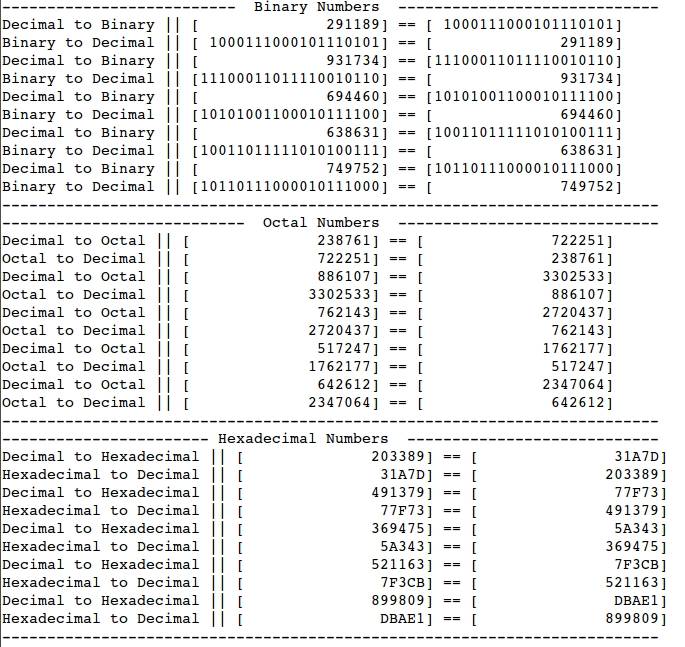 -------------------------- Binary Numbers -----------------------------
Decimal to Binary || [              291189] == [ 1000111000101110101]
Binary to Decimal || [ 1000111000101110101] == [              291189]
Decimal to Binary || [              931734] == [11100011011110010110]
Binary to Decimal || [11100011011110010110] == [              931734]
Decimal to Binary || [              694460] == [10101001100010111100]
Binary to Decimal || [10101001100010111100] == [              694460]
Decimal to Binary || [              638631] == [10011011111010100111]
Binary to Decimal || [10011011111010100111] == [              638631]
Decimal to Binary || [              749752] == [10110111000010111000]
Binary to Decimal || [10110111000010111000] == [              749752]
-------------------------------------------------------------------------
--------------------------- Octal Numbers -----------------------------
Decimal to Octal || [              238761] == [              722251]
Octal to Decimal || [              722251] == [              238761]
Decimal to Octal || [              886107] == [             3302533]
Octal to Decimal || [             3302533] == [              886107]
Decimal to Octal || [              762143] == [             2720437]
Octal to Decimal || [             2720437] == [              762143]
Decimal to Octal || [              517247] == [             1762177]
Octal to Decimal || [             1762177] == [              517247]
Decimal to Octal || [              642612] == [             2347064]
Octal to Decimal || [             2347064] == [              642612]
-------------------------------------------------------------------------
----------------------- Hexadecimal Numbers ----------------------------
Decimal to Hexadecimal || [              203389] == [               31A7D]
Hexadecimal to Decimal || [               31A7D] == [              203389]
Decimal to Hexadecimal || [              491379] == [               77F73]
Hexadecimal to Decimal || [               77F73] == [              491379]
Decimal to Hexadecimal || [              369475] == [               5A343]
Hexadecimal to Decimal || [               5A343] == [              369475]
Decimal to Hexadecimal || [              521163] == [               7F3CB]
Hexadecimal to Decimal || [               7F3CB] == [              521163]
Decimal to Hexadecimal || [              899809] == [               DBAE1]
Hexadecimal to Decimal || [               DBAE1] == [              899809]
-------------------------------------------------------------------------